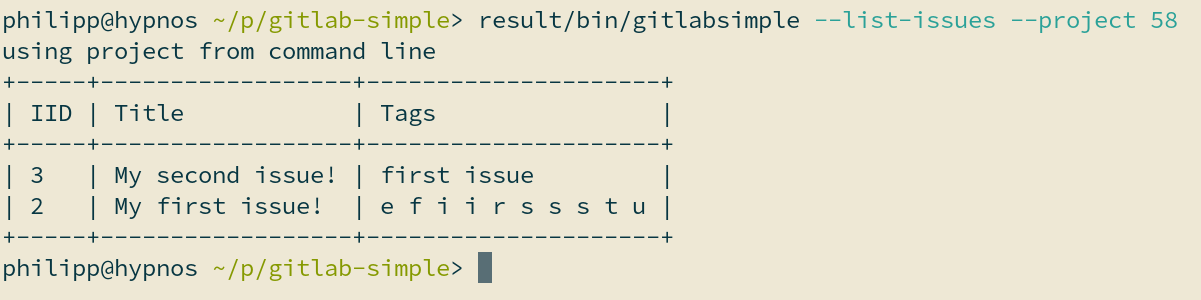 philipp@hypnos ~/p/gitlab-simple> result/bin/gitlabsimple --list-issues --project 58
using project from command line
+-----+------------------+---------------------+
| IID | Title            | Tags                |
+-----+------------------+---------------------+
| 3   | My second issue! | first issue         |
| 2   | My first issue!  | e f i i r s s s t u |
+-----+------------------+---------------------+
philipp@hypnos ~/p/gitlab-simple>